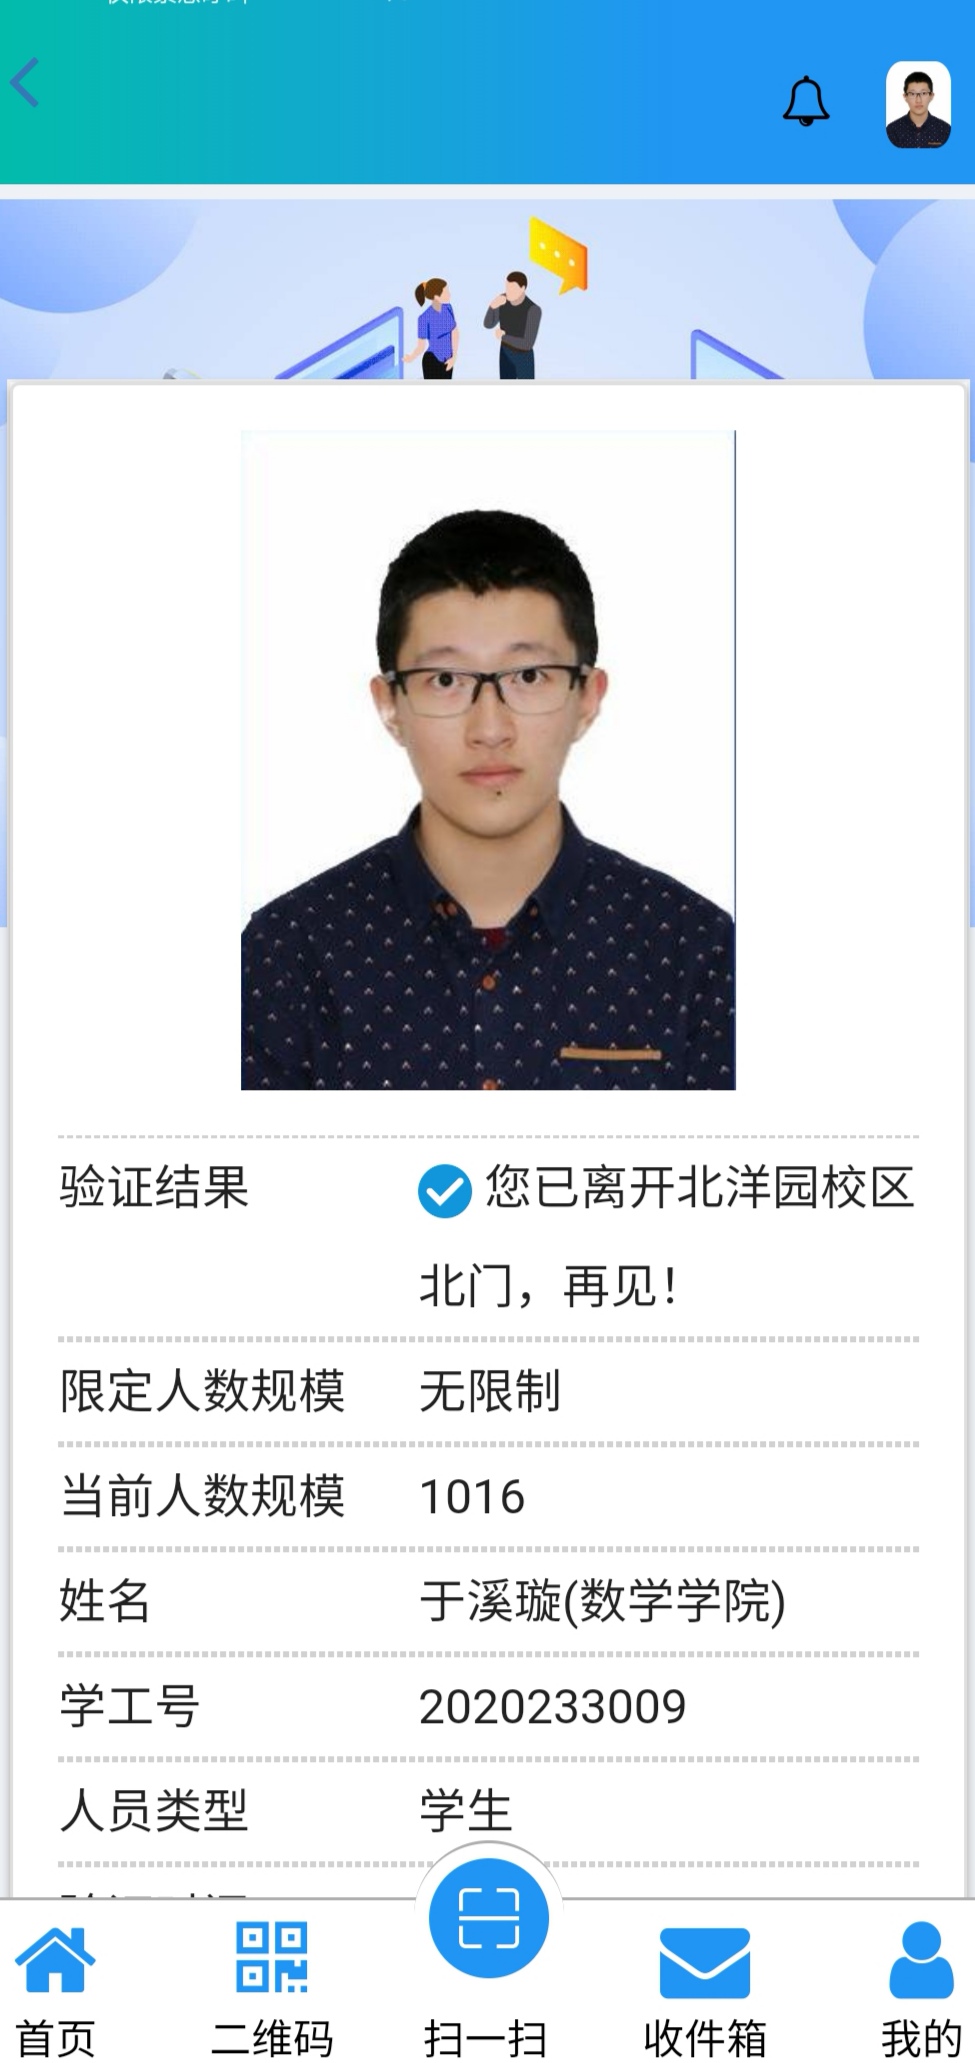 验证结果 您已离开北洋园校区
北门，再见！
限定人数规模 无限制
当前人数规模 1016
姓名 于溪璇(数学学院)
学工号 2020233009
人员类型 学生
首页 二维码 扫一扫 收件箱 我的